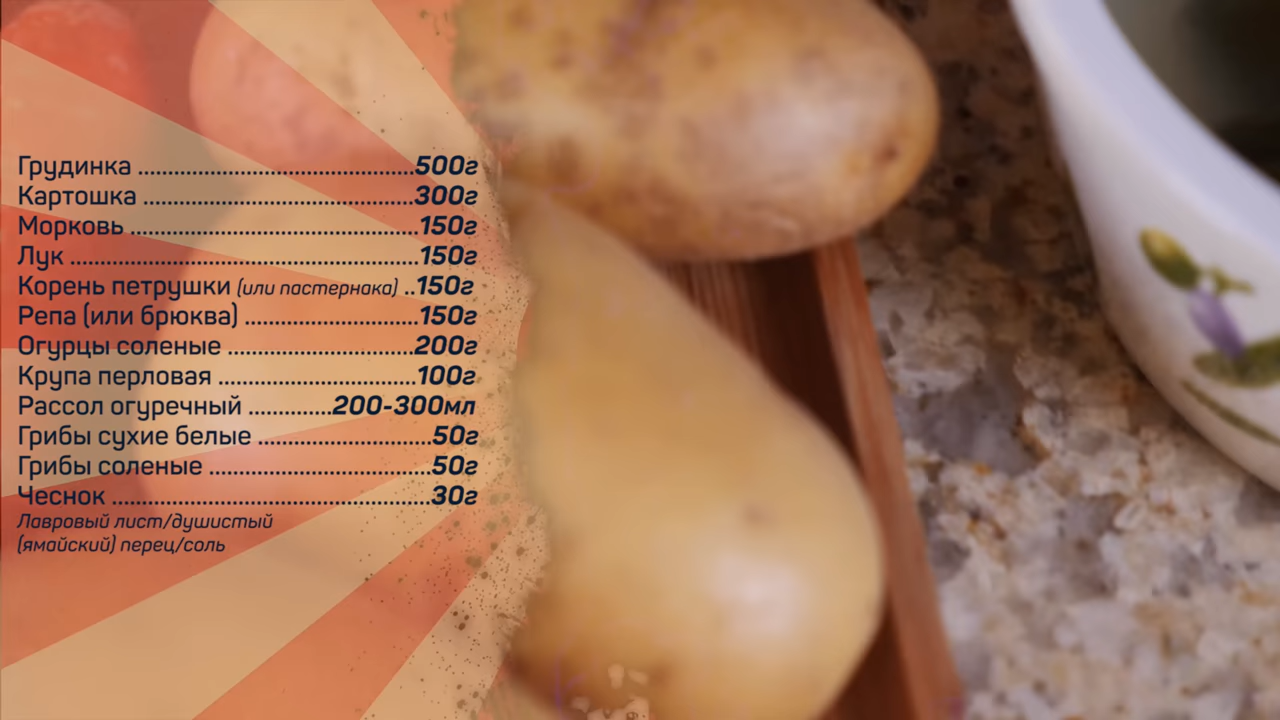 Грудинка ......................................500г
Картошка ......................................300г
Морковь ........................................150г
Лук .................................................150г
Корень петрушки (или пастернака) ..150г
Репа (или брюква) ........................150г
Огурцы соленые ..........................200г
Крупа перловая ...........................100г
Рассол огуречный ............200-300мл
Грибы сухие белые ........................50г
Грибы соленые ...............................50г
Чеснок ............................................30г
Лавровый лист/душистый
(ямайский) перец/соль